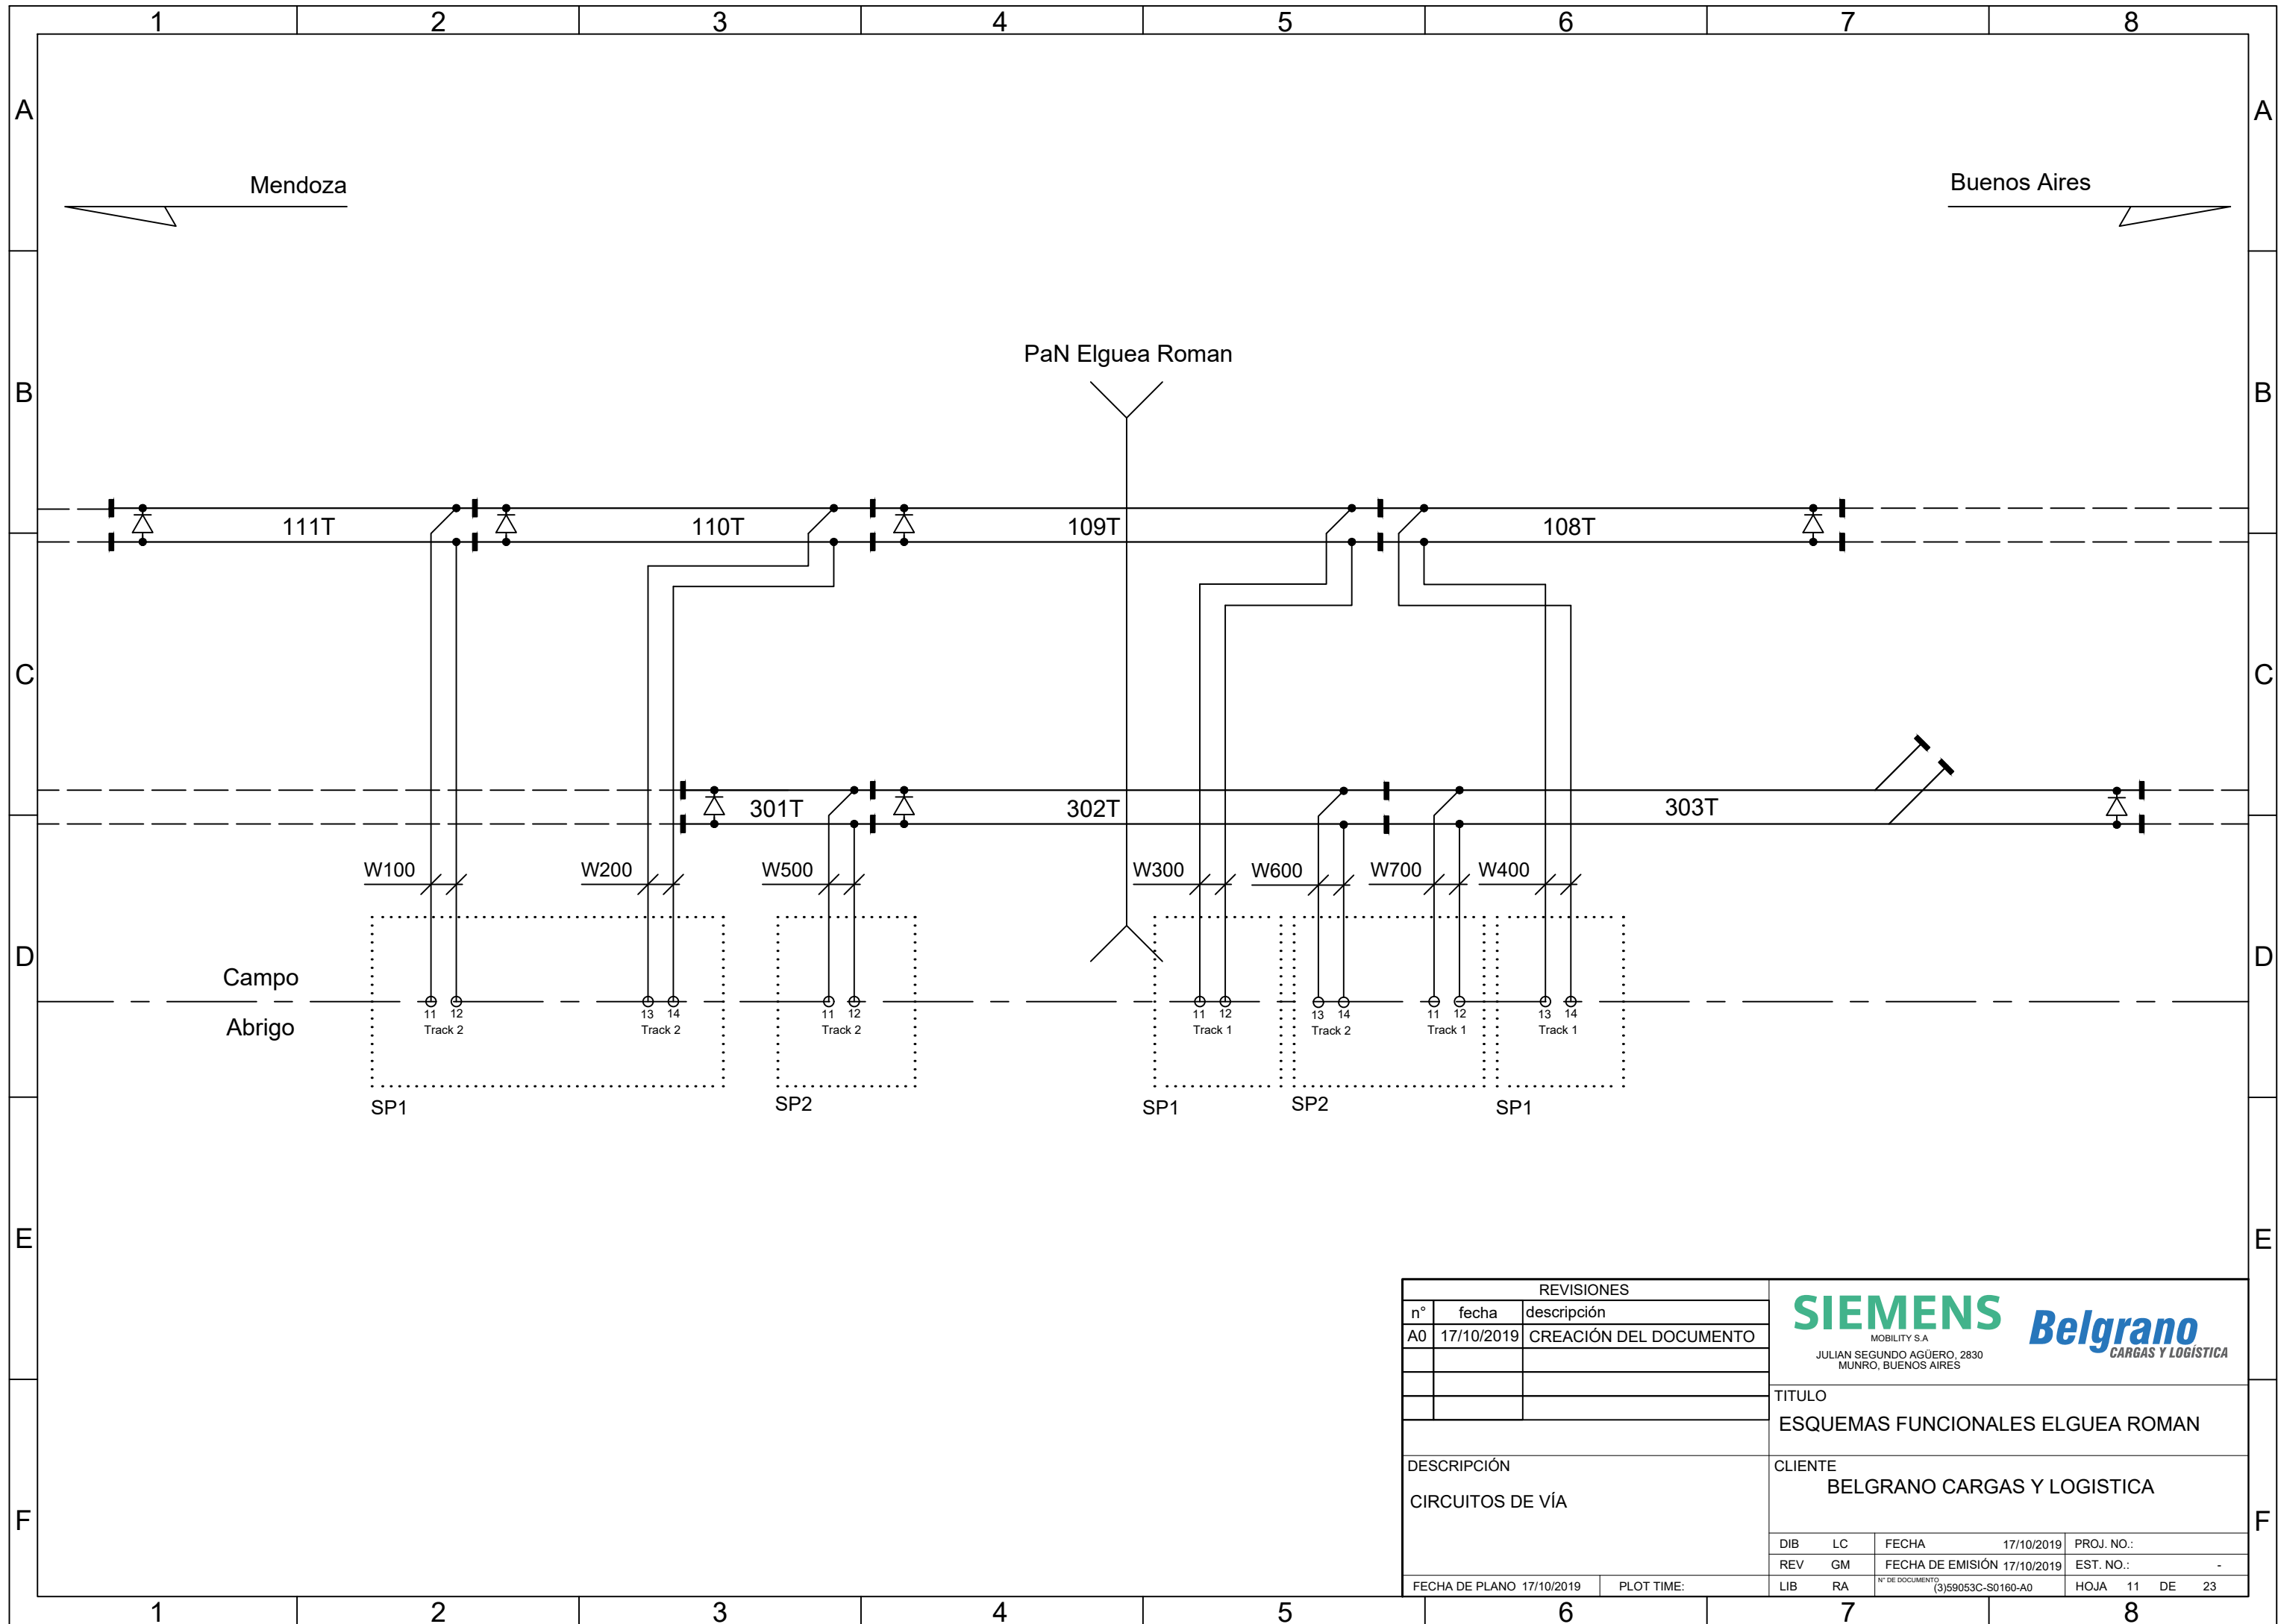 1 2 3 4 5 6 7 8
A A
Mendoza Buenos Aires
PaN Elguea Roman
B B
111T 110T 109T 108T
C C
301T 302T 303T
W100 W200 W500 W300 W600 W700 W400
D D
Campo
11 12 13 14 11 12 11 12 13 14 11 12 13 14
Abrigo Track 2 Track 2 Track 2 Track 1 Track 2 Track 1 Track 1
SP1 SP2 SP1 SP2 SP1
E E
REVISIONES
n° fecha descripción
A0 17/10/2019 CREACIÓN DEL DOCUMENTO
SIEMENS
MOBILITY S.A
JULIAN SEGUNDO AGÜERO, 2830
MUNRO, BUENOS AIRES
Belgrano
CARGAS Y LOGÍSTICA
TITULO
ESQUEMAS FUNCIONALES ELGUEA ROMAN
DESCRIPCIÓN
CIRCUITOS DE VÍA
CLIENTE
BELGRANO CARGAS Y LOGISTICA
F F
DIB LC FECHA 17/10/2019 PROJ. NO.:
REV GM FECHA DE EMISIÓN 17/10/2019 EST. NO.: -
FECHA DE PLANO 17/10/2019 PLOT TIME: LIB RA N° DE DOCUMENTO (3)59053C-S0160-A0 HOJA 11 DE 23
1 2 3 4 5 6 7 8